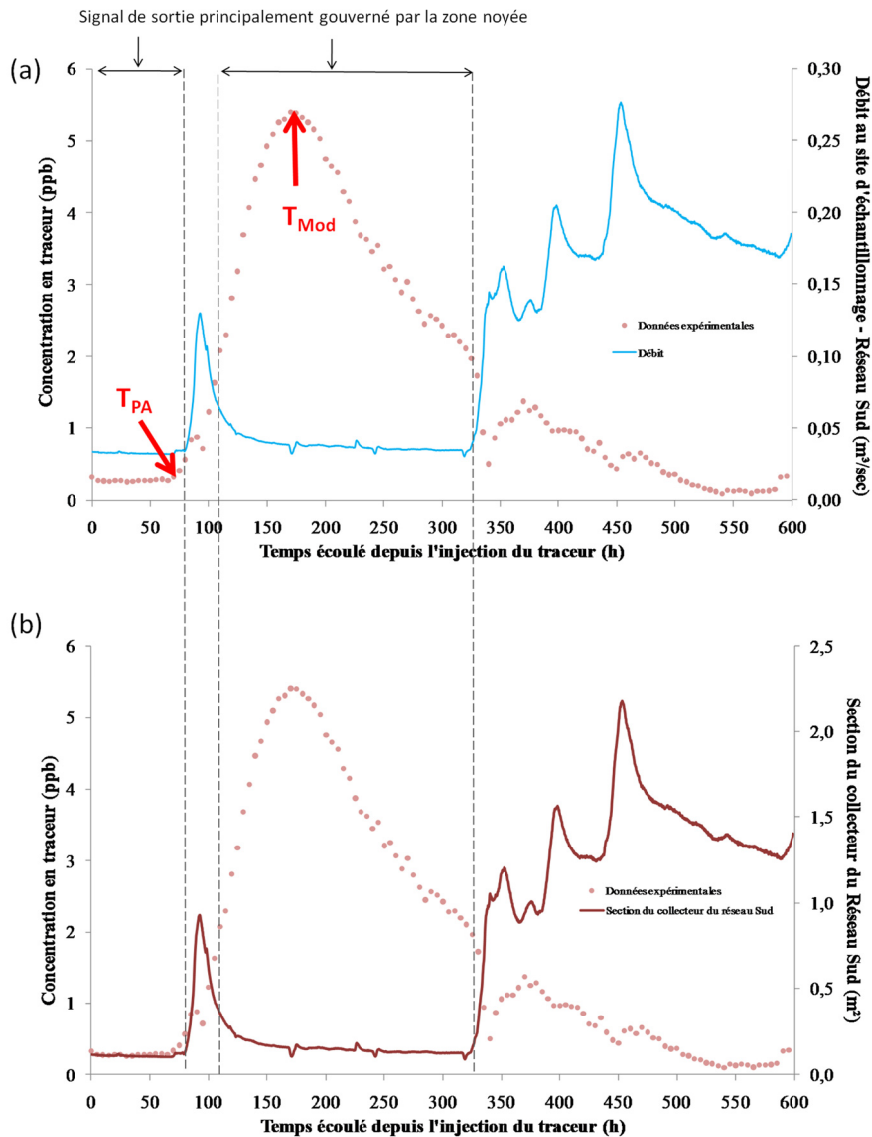 Signal de sortie principalement gouverné par la zone noyée
(a)
6
5
4
3
2
1
0
Concentration en traceur (ppb)
0,30
0,25
0,20
0,15
0,10
0,05
0,00
Débit au site d'échantillonnage - Réseau Sud (m³/sec)
TMod
TPA
Données expérimentales
Débit
0 50 100 150 200 250 300 350 400 450 500 550 600
Temps écoulé depuis l'injection du traceur (h)
(b)
6
5
4
3
2
1
0
Concentration en traceur (ppb)
2,5
2,0
1,5
1,0
0,5
0,0
Section du collecteur du Réseau Sud (m²)
Données expérimentales
Section du collecteur du réseau Sud
0 50 100 150 200 250 300 350 400 450 500 550 600
Temps écoulé depuis l'injection du traceur (h)